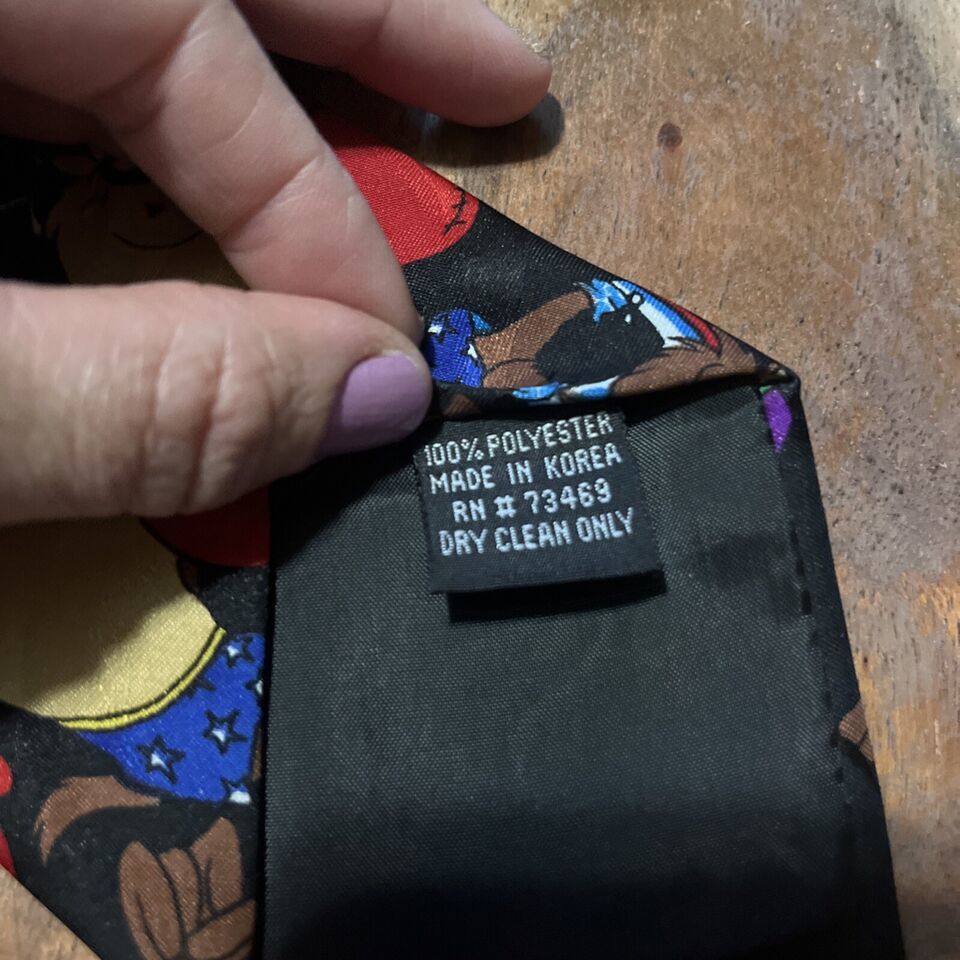 100% POLYESTER
MADE IN KOREA
RN # 73469
DRY CLEAN ONLY